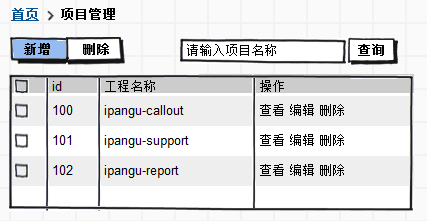 首页 > 项目管理
新增 删除 请输入项目名称 查询
id 工程名称 操作
100 ipangu-callout 查看 编辑 删除
101 ipangu-support 查看 编辑 删除
102 ipangu-report 查看 编辑 删除